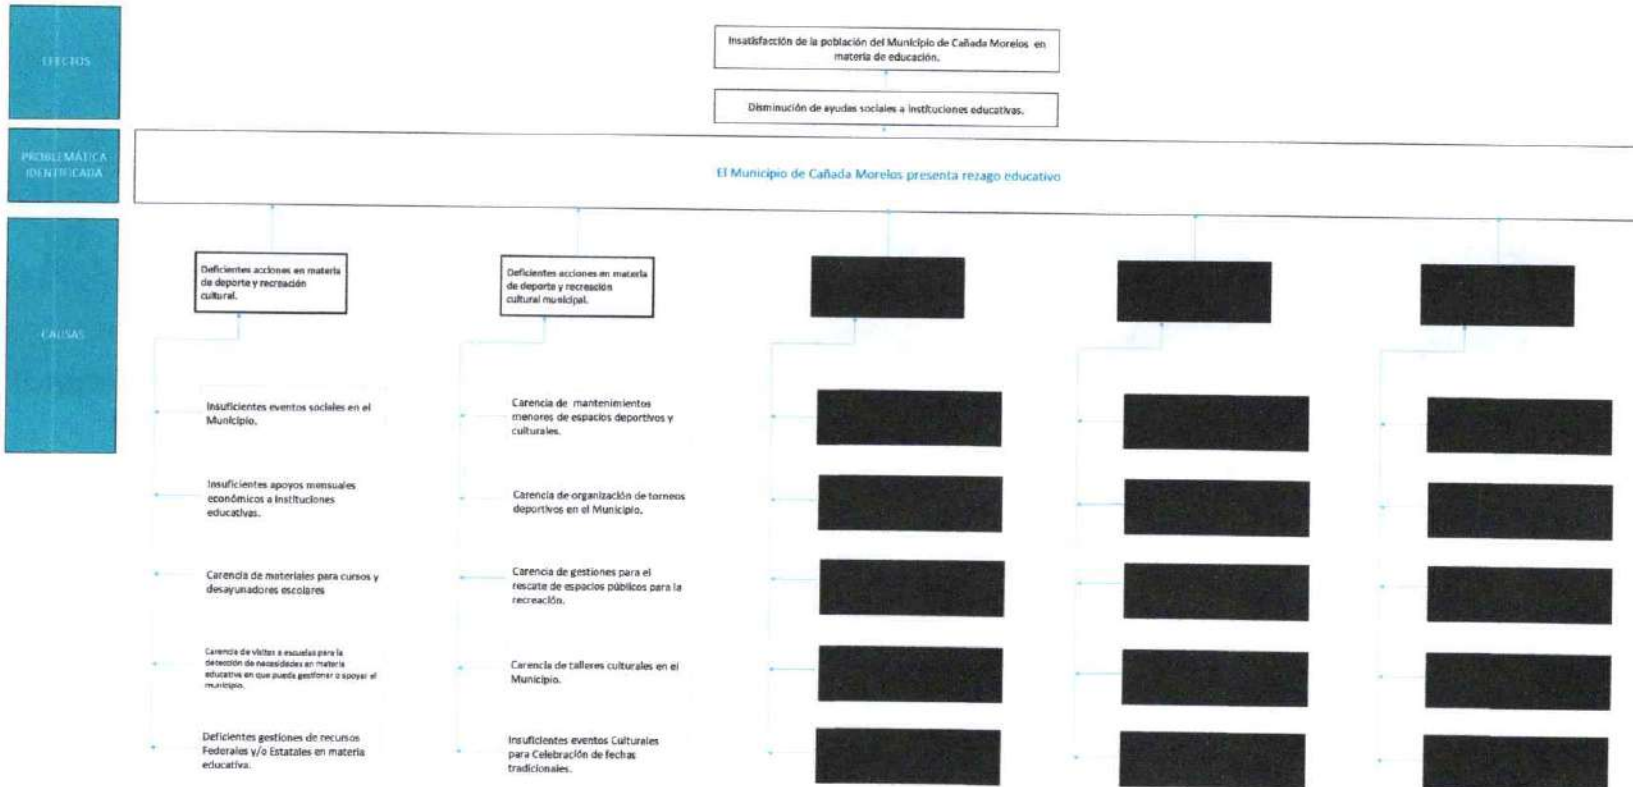 EFECTOS
Insatisfacción de la población del Municipio de Cañada Morelos en
materia de educación.
Disminución de ayudas sociales a instituciones educativas.
PROBLEMÁTICA
IDENTIFICADA
El Municipio de Cañada Morelos presenta rezago educativo
CAUSAS
Deficientes acciones en materia
de deporte y recreación
cultural.
Insuficientes eventos sociales en el
Municipio.
Insuficientes apoyos mensuales
económicos a instituciones
educativas.
Carencia de materiales para cursos y
desayunadores escolares
Carencia de visitas a escuelas para la
detección de necesidades en materia
educativa en que pueda gestionar o apoyar el
municipio.
Deficientes gestiones de recursos
Federales y/o Estatales en materia
educativa.
Deficientes acciones en materia
de deporte y recreación
cultural municipal.
Carencia de mantenimientos
menores de espacios deportivos y
culturales.
Carencia de organización de torneos
deportivos en el Municipio.
Carencia de gestiones para el
rescate de espacios públicos para la
recreación.
Carencia de talleres culturales en el
Municipio.
Insuficientes eventos Culturales
para Celebración de fechas
tradicionales.